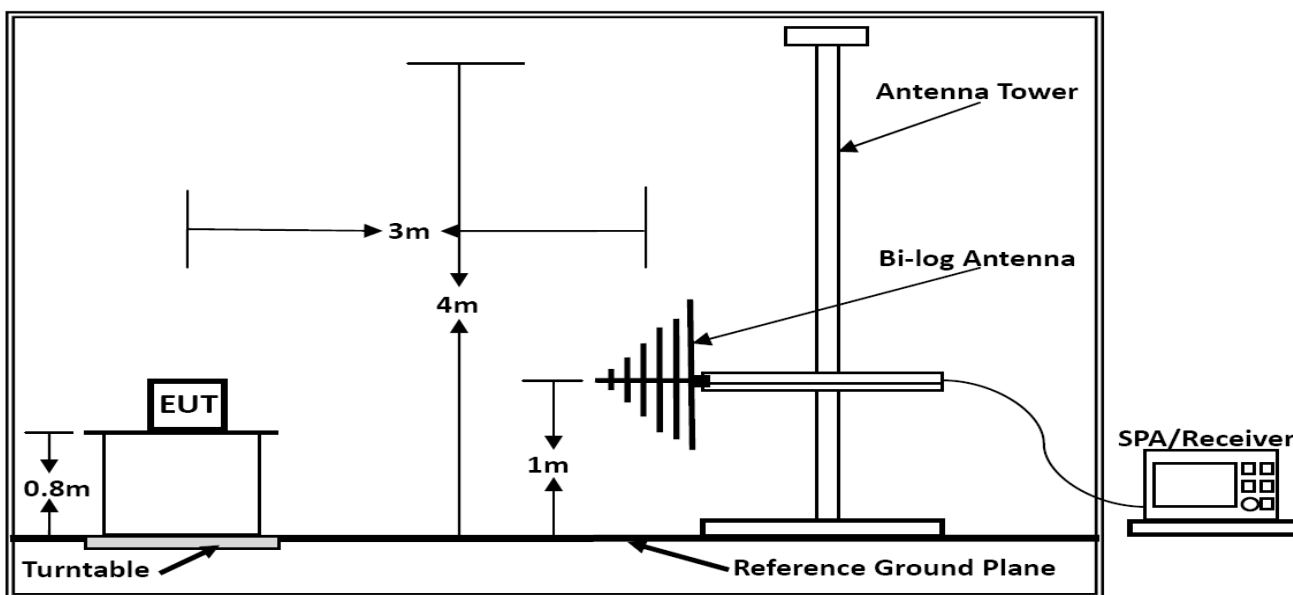 Antenna Tower
3m
Bi-log Antenna
4m
EUT
SPA/Receiver
1m
0.8m
Turntable
Reference Ground Plane